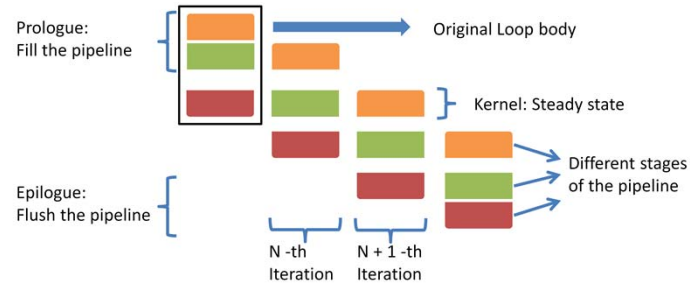 Prologue:
Fill the pipeline
Original Loop body
Kernel: Steady state
Different stages
of the pipeline
Epilogue:
Flush the pipeline
N -th
Iteration
N + 1 -th
Iteration